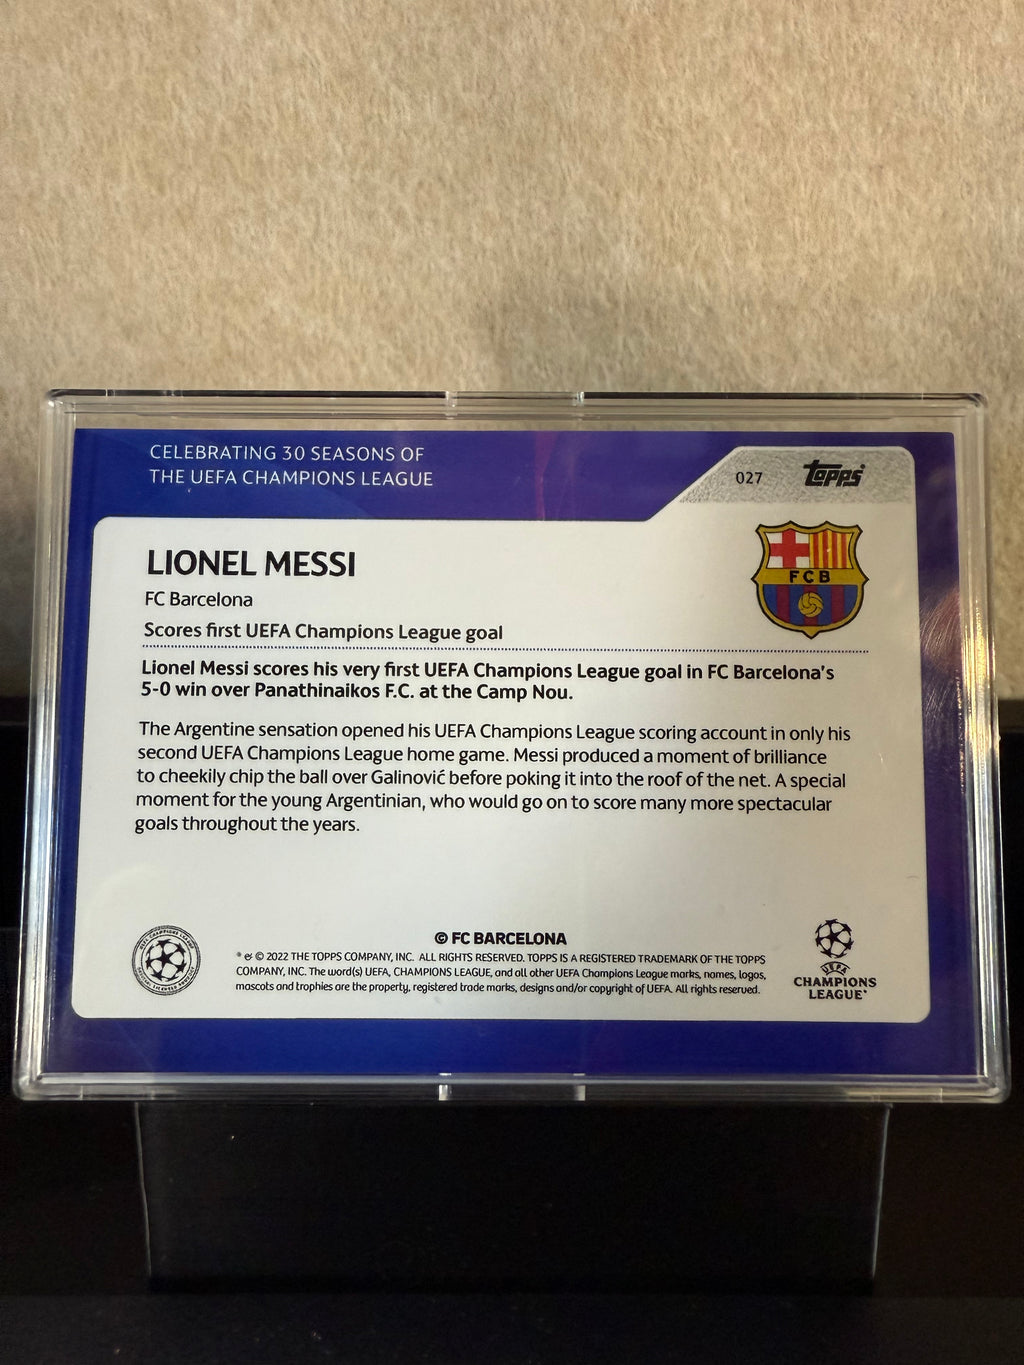 CELEBRATING 30 SEASONS OF
THE UEFA CHAMPIONS LEAGUE
027
topps
LIONEL MESSI
FC Barcelona
Scores first UEFA Champions League goal
FCB
Lionel Messi scores his very first UEFA Champions League goal in FC Barcelona's
5-0 win over Panathinaikos F.C. at the Camp Nou.
The Argentine sensation opened his UEFA Champions League scoring account in only his
second UEFA Champions League home game. Messi produced a moment of brilliance
to cheekily chip the ball over Galinović before poking it into the roof of the net. A special
moment for the young Argentinian, who would go on to score many more spectacular
goals throughout the years.
© FC BARCELONA
® & © 2022 THE TOPPS COMPANY, INC. ALL RIGHTS RESERVED. TOPPS IS A REGISTERED TRADEMARK OF THE TOPPS
COMPANY, INC. The word(s) UEFA, CHAMPIONS LEAGUE, and all other UEFA Champions League marks, names, logos,
mascots and trophies are the property, registered trade marks, designs and/or copyright of UEFA. All rights reserved.
UEFA
CHAMPIONS
LEAGUE